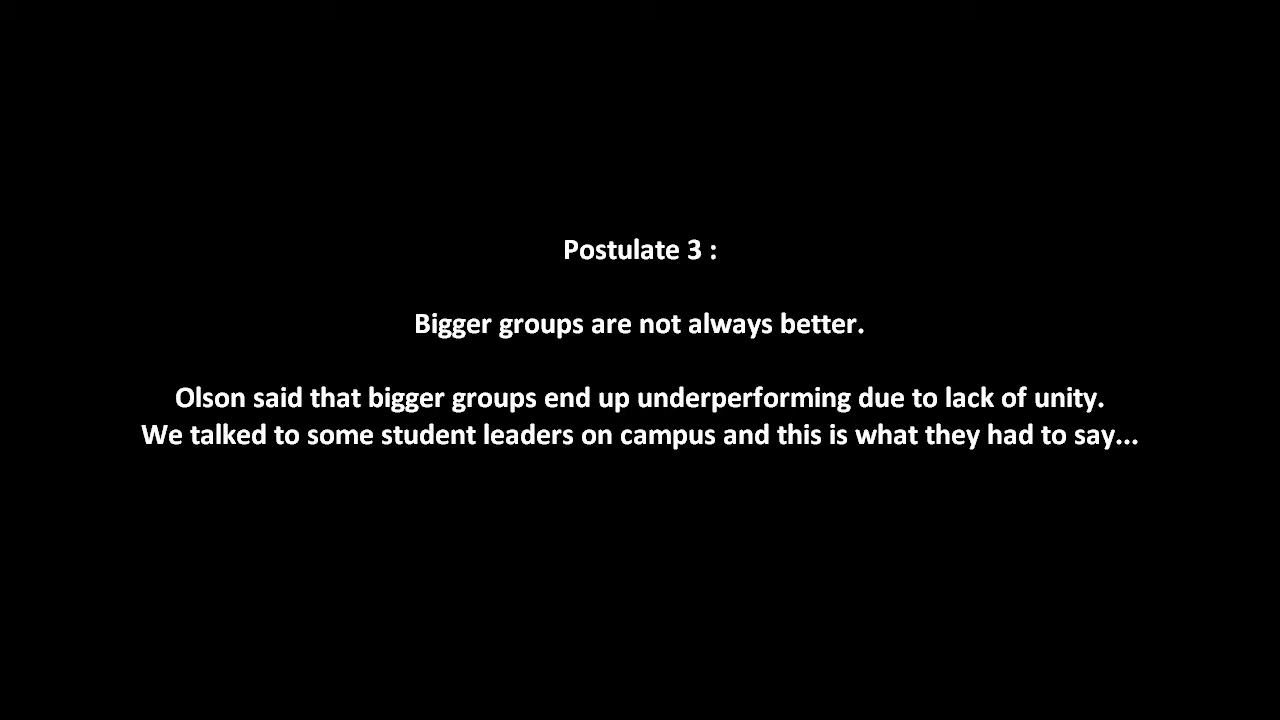 Postulate 3 :
Bigger groups are not always better.
Olson said that bigger groups end up underperforming due to lack of unity.
We talked to some student leaders on campus and this is what they had to say...